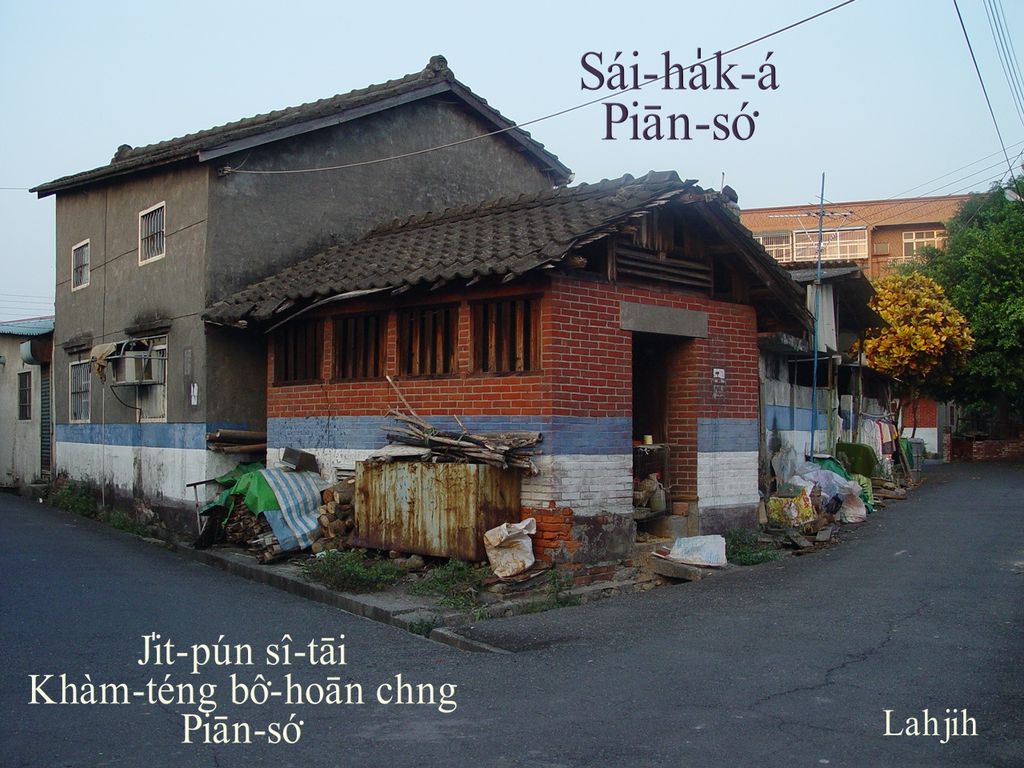 Sái-ha̍k-á
Piān-só͘
Ji̍t-pún sî-tāi
Khàm-téng bô͘-hoān chng
Piān-só͘
Lahjih